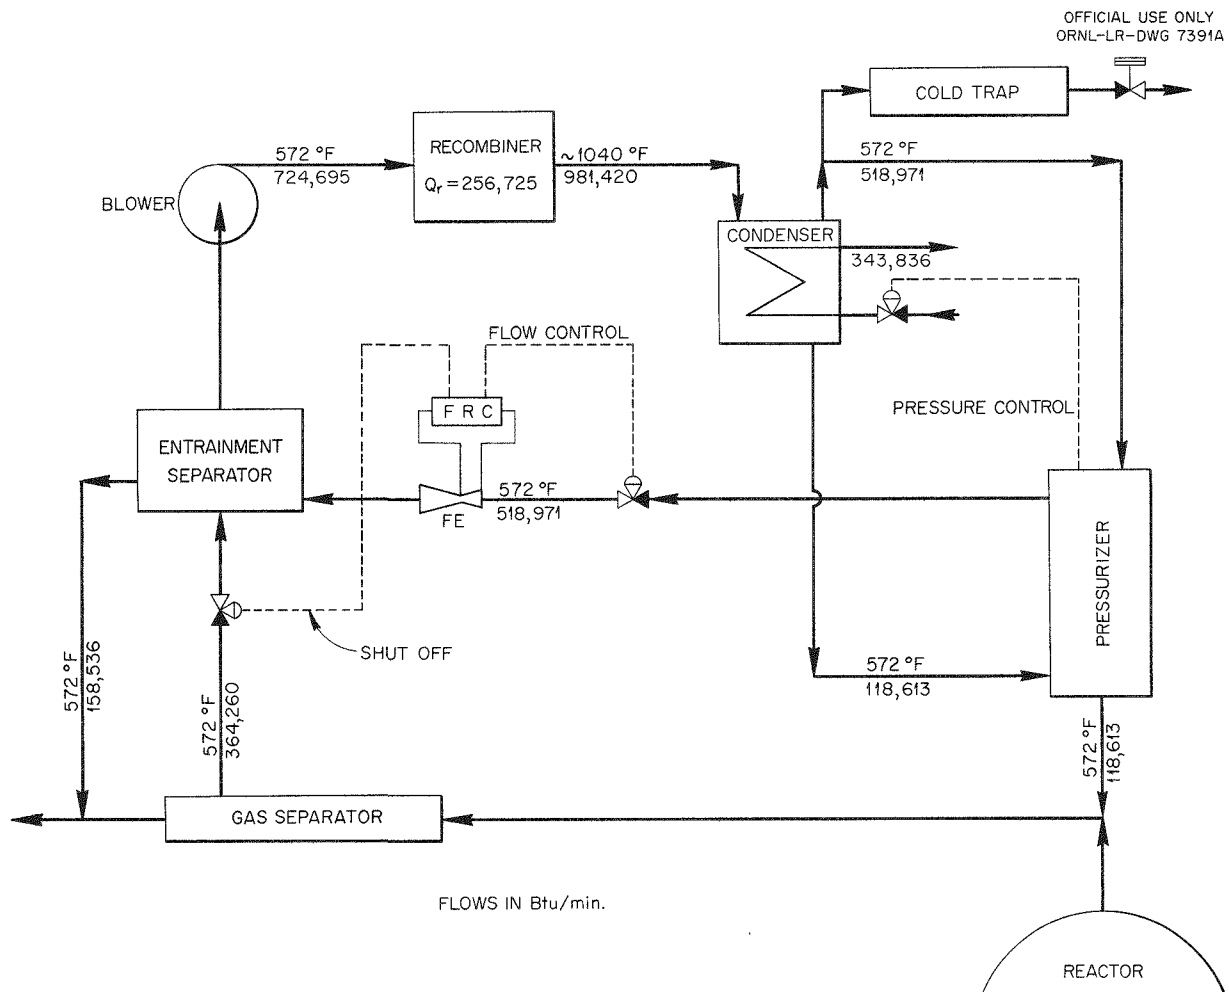 OFFICIAL USE ONLY
ORNL-LR-DWG 7391A
COLD TRAP
572 °F
724,695
RECOMBINER
Qr = 256,725
~1040 °F
981,420
572 °F
518,971
BLOWER
CONDENSER
343,836
FLOW CONTROL
F R C
PRESSURE CONTROL
ENTRAINMENT
SEPARATOR
572 °F
518,971
FE
PRESSURIZER
SHUT OFF
572 °F
118,613
572 °F
158,536
572 °F
364,260
572 °F
118,613
GAS SEPARATOR
FLOWS IN Btu/min.
REACTOR